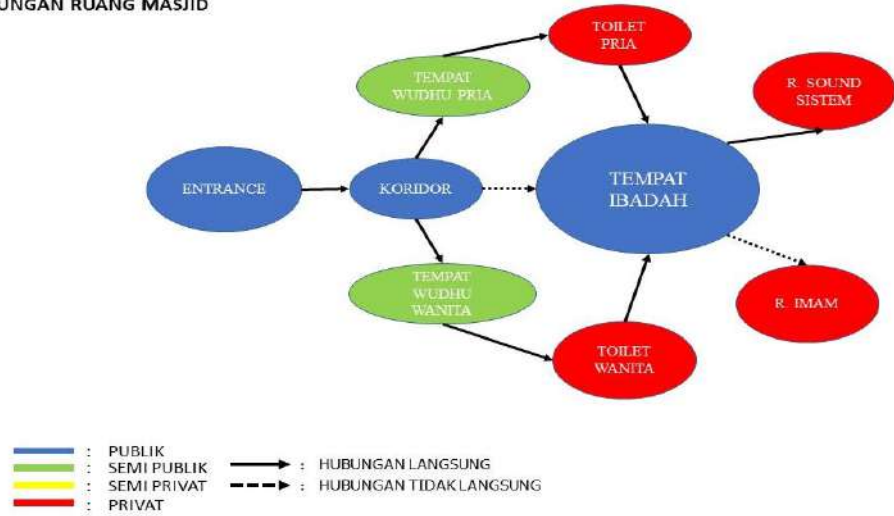 UNGAN RUANG MASJID
TOILET
PRIA
TEMPAT
WUDHU PRIA
R. SOUND
SISTEM
ENTRANCE
KORIDOR
TEMPAT
IBADAH
TEMPAT
WUDHU
WANITA
R. IMAM
TOILET
WANITA
: PUBLIK
: SEMI PUBLIK
: HUBUNGAN LANGSUNG
: SEMI PRIVAT
: HUBUNGAN TIDAK LANGSUNG
: PRIVAT